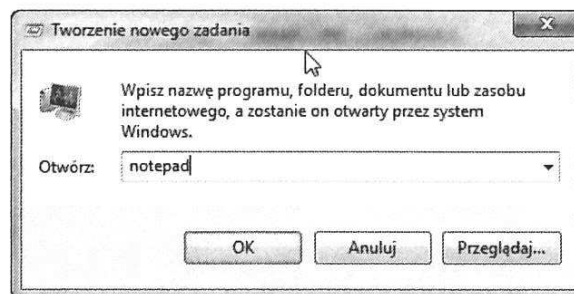 Tworzenie nowego zadania
Wpisz nazwę programu, folderu, dokumentu lub zasobu
internetowego, a zostanie on otwarty przez system
Windows.
Otwórz:
notepad
OK
Anuluj
Przeglądaj...